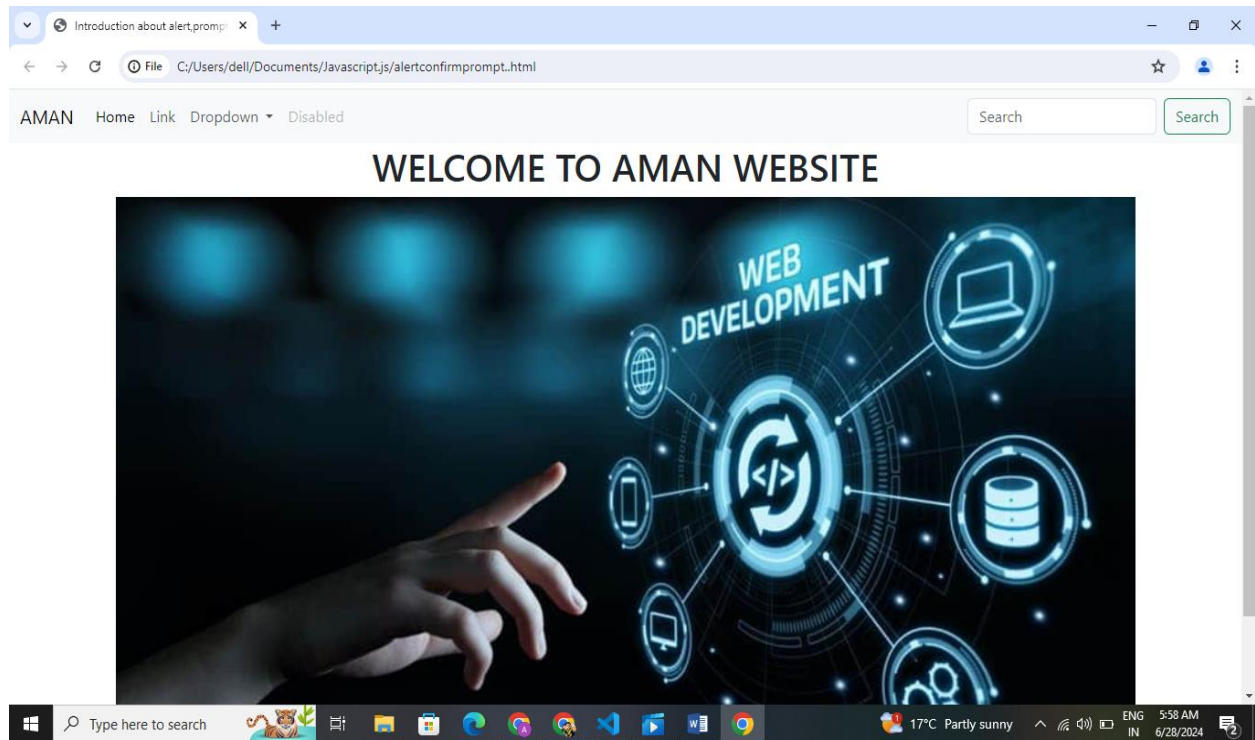 Introduction about alert,promp
File C:/Users/dell/Documents/Javascript.js/alertconfirmprompt..html
AMAN Home Link Dropdown Disabled Search Search
WELCOME TO AMAN WEBSITE
WEB
DEVELOPMENT
</>
Type here to search 17°C Partly sunny ENG 5:58 AM
IN 6/28/2024 2